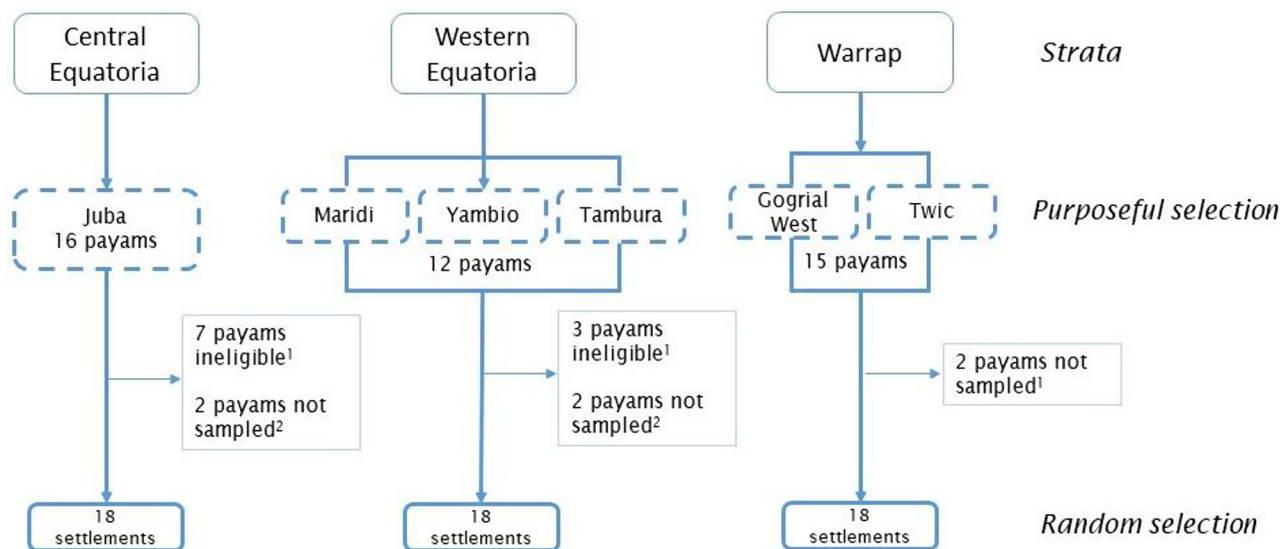 Central
Equatoria
Western
Equatoria
Warrap
Strata
Juba
16 payams
Maridi
Yambio
Tambura
Gogrial
West
Twic
Purposeful selection
12 payams
15 payams
7 payams
ineligible¹
2 payams not
sampled²
3 payams
ineligible¹
2 payams not
sampled²
2 payams not
sampled¹
18
settlements
18
settlements
18
settlements
Random selection